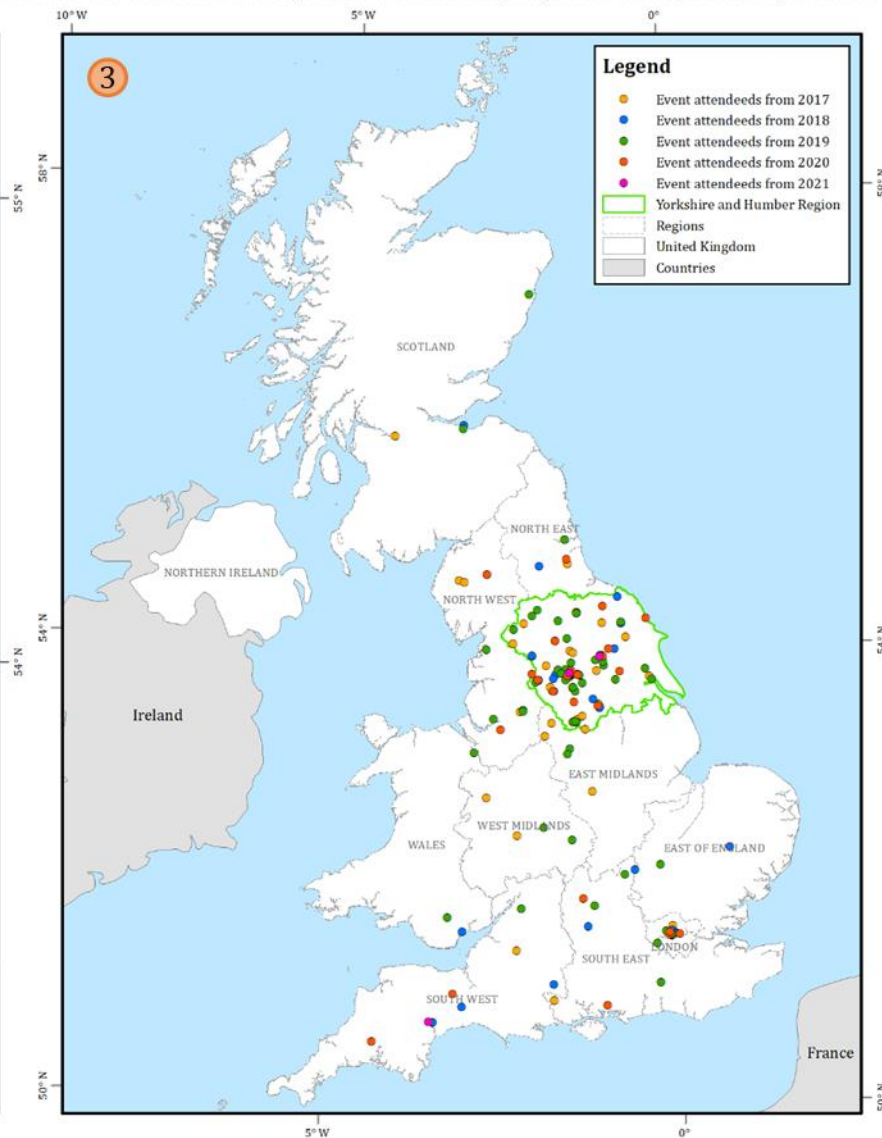 10° W
5° W
0°
3
Legend
Event attendeeds from 2017
Event attendeeds from 2018
Event attendeeds from 2019
Event attendeeds from 2020
Event attendeeds from 2021
Yorkshire and Humber Region
Regions
United Kingdom
Countries
58° N
55° N
SCOTLAND
NORTH EAST
NORTHERN IRELAND
NORTH WEST
54° N
54° N
54° N
Ireland
EAST MIDLANDS
WEST MIDLANDS
WALES
EAST OF ENGLAND
LONDON
SOUTH EAST
SOUTH WEST
France
50° N
5° W
0°